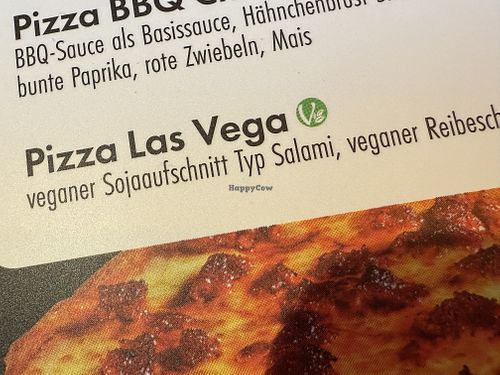 Pizza BBQ
BBQ-Sauce als Basissauce, Hähnchenbrust
bunte Paprika, rote Zwiebeln, Mais
Pizza Las Vega
veganer Sojaaufschnitt Typ Salami, veganer Reibesch
HappyCow